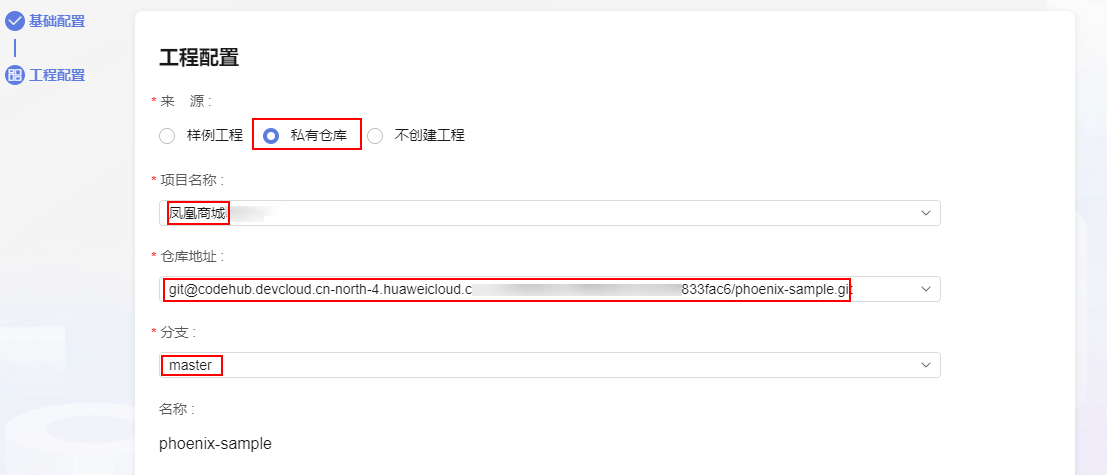 基础配置
工程配置
工程配置
* 来 源 :
样例工程 私有仓库 不创建工程
* 项目名称 :
凤凰商城
* 仓库地址 :
git@codehub.devcloud.cn-north-4.huaweicloud.c 833fac6/phoenix-sample.git
* 分支 :
master
名称 :
phoenix-sample